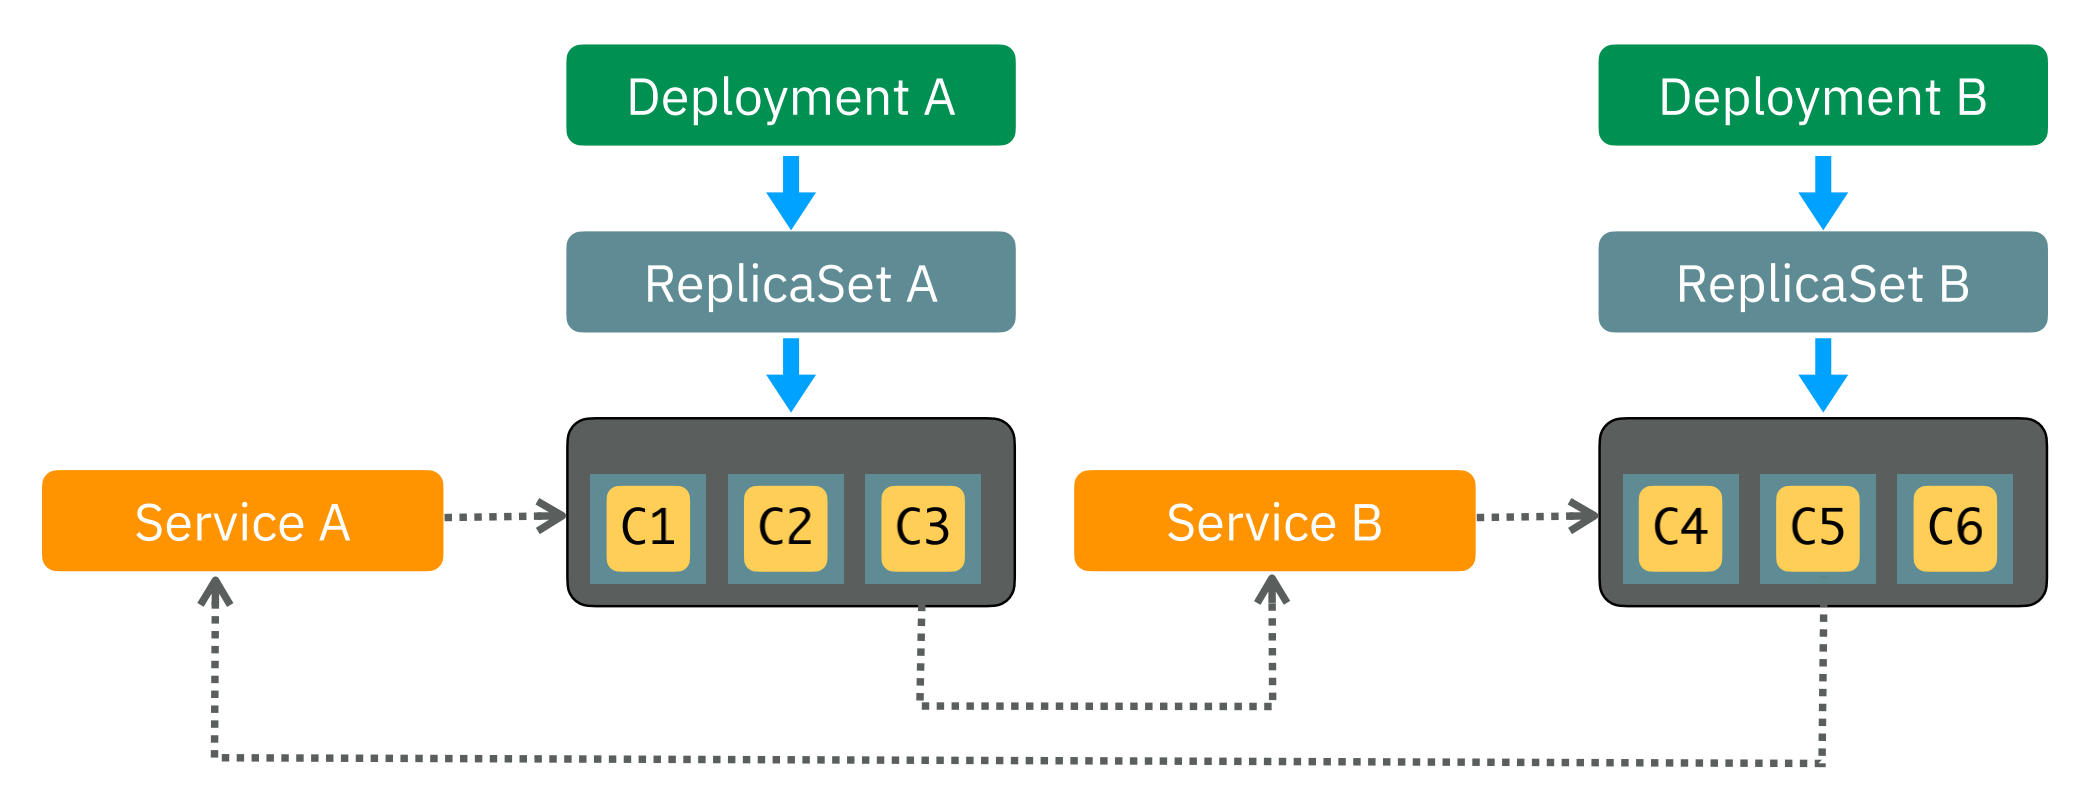 Deployment A
Deployment B
ReplicaSet A
ReplicaSet B
Service A
C1
C2
C3
Service B
C4
C5
C6